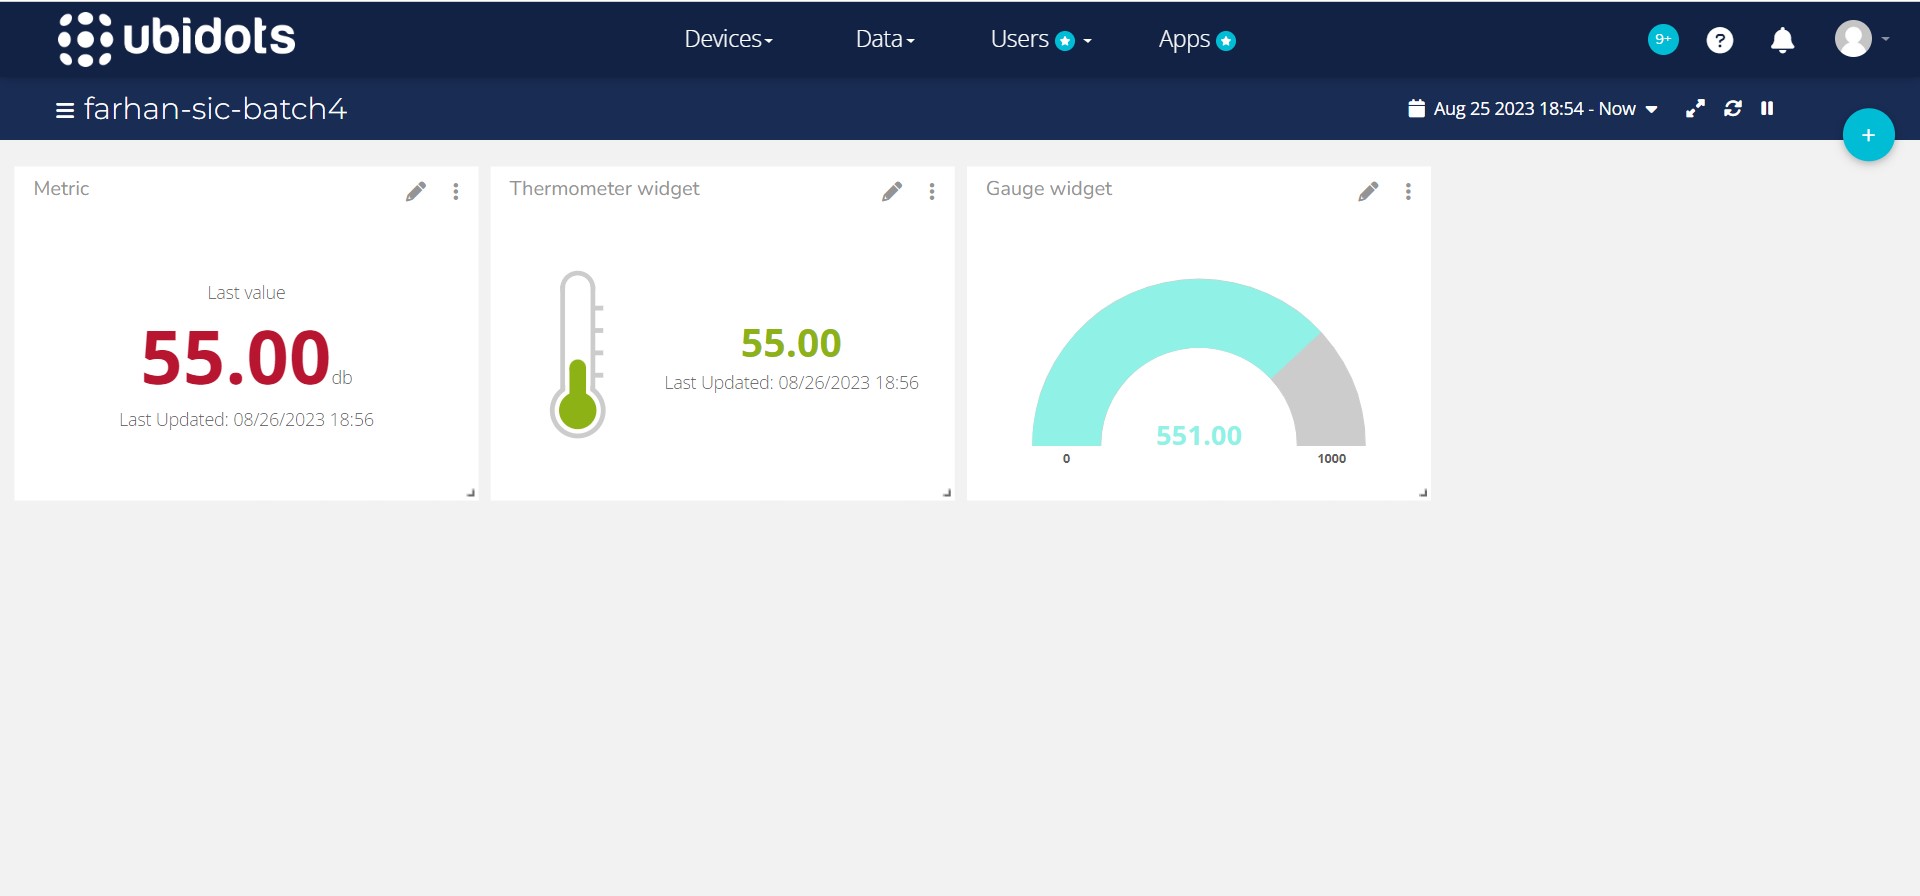 ubidots
Devices
Data
Users
Apps
9+
?
farhan-sic-batch4
Aug 25 2023 18:54 - Now
+
Metric
Last value
55.00db
Last Updated: 08/26/2023 18:56
Thermometer widget
55.00
Last Updated: 08/26/2023 18:56
Gauge widget
551.00
0
1000